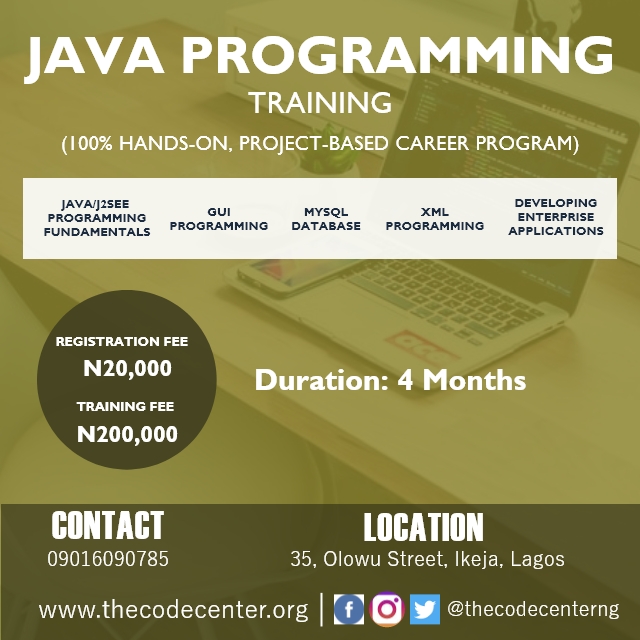 JAVA PROGRAMMING
TRAINING
(100% HANDS-ON, PROJECT-BASED CAREER PROGRAM)
JAVA/J2SEE
PROGRAMMING
FUNDAMENTALS
GUI
PROGRAMMING
MYSQL
DATABASE
XML
PROGRAMMING
DEVELOPING
ENTERPRISE
APPLICATIONS
REGISTRATION FEE
N20,000
TRAINING FEE
N200,000
Duration: 4 Months
CONTACT
09016090785
LOCATION
35, Olowu Street, Ikeja, Lagos
www.thecodecenter.org | @thecodecenterng